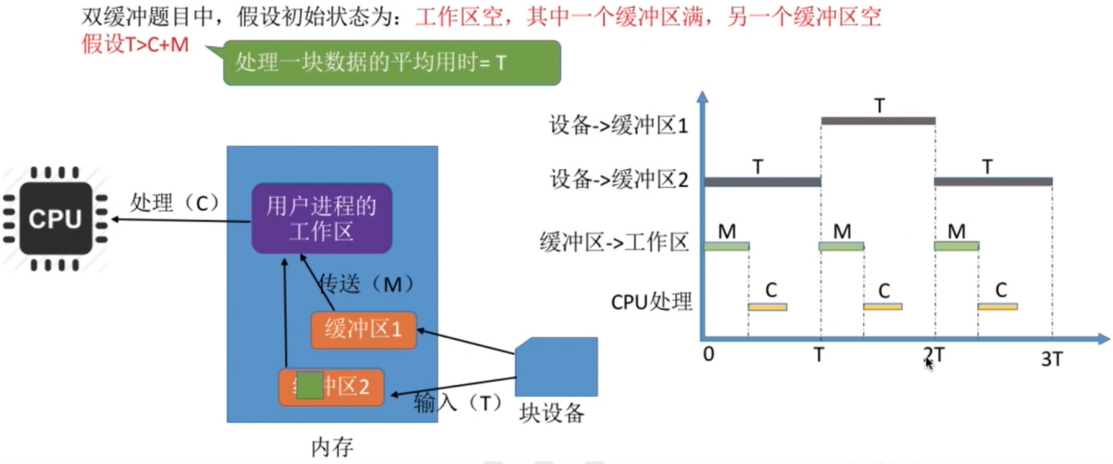 双缓冲题目中，假设初始状态为：工作区空，其中一个缓冲区满，另一个缓冲区空
假设T>C+M
处理一块数据的平均用时= T
CPU
处理（C）
用户进程的
工作区
传送（M）
缓冲区1
冲区2
输入（T）
块设备
内存
设备->缓冲区1
T
设备->缓冲区2
T
T
缓冲区->工作区
M
M
M
CPU处理
C
C
C
0
T
2T
3T